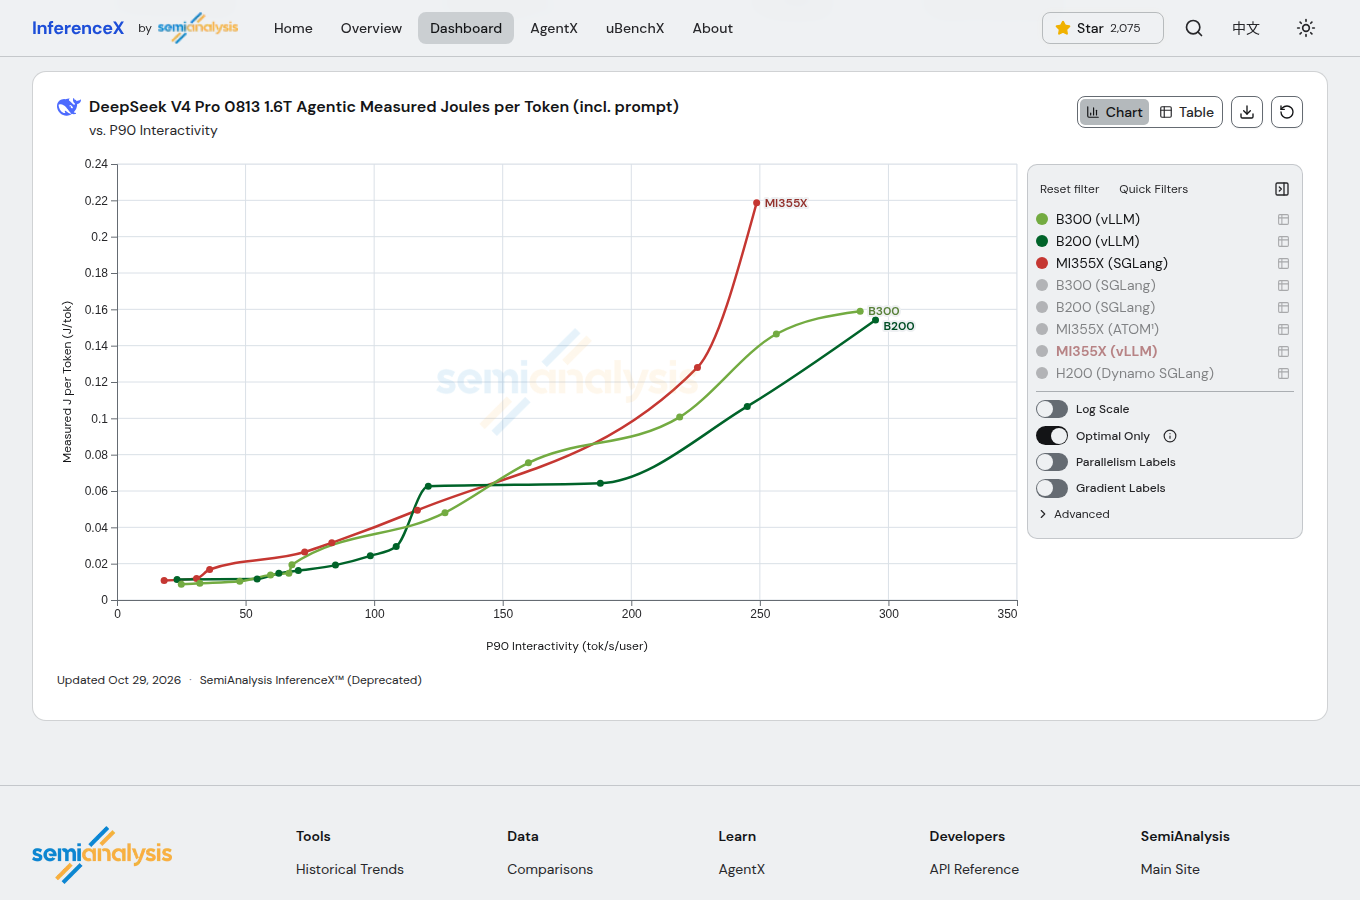 InferenceX by semianalysis Home Overview Dashboard AgentX uBenchX About Star 2,075 中文
DeepSeek V4 Pro 0813 1.6T Agentic Measured Joules per Token (incl. prompt)
vs. P90 Interactivity
Chart Table
0.24
0.22
0.2
0.18
0.16
0.14
0.12
0.1
0.08
0.06
0.04
0.02
0
Measured J per Token (J/tok)
semianalysis
MI355X
B300
B200
0 50 100 150 200 250 300 350
P90 Interactivity (tok/s/user)
Reset filter Quick Filters
B300 (vLLM)
B200 (vLLM)
MI355X (SGLang)
B300 (SGLang)
B200 (SGLang)
MI355X (ATOM¹)
MI355X (vLLM)
H200 (Dynamo SGLang)
Log Scale
Optimal Only
Parallelism Labels
Gradient Labels
Advanced
Updated Oct 29, 2026 · SemiAnalysis InferenceX™ (Deprecated)
semianalysis
Tools Data Learn Developers SemiAnalysis
Historical Trends Comparisons AgentX API Reference Main Site